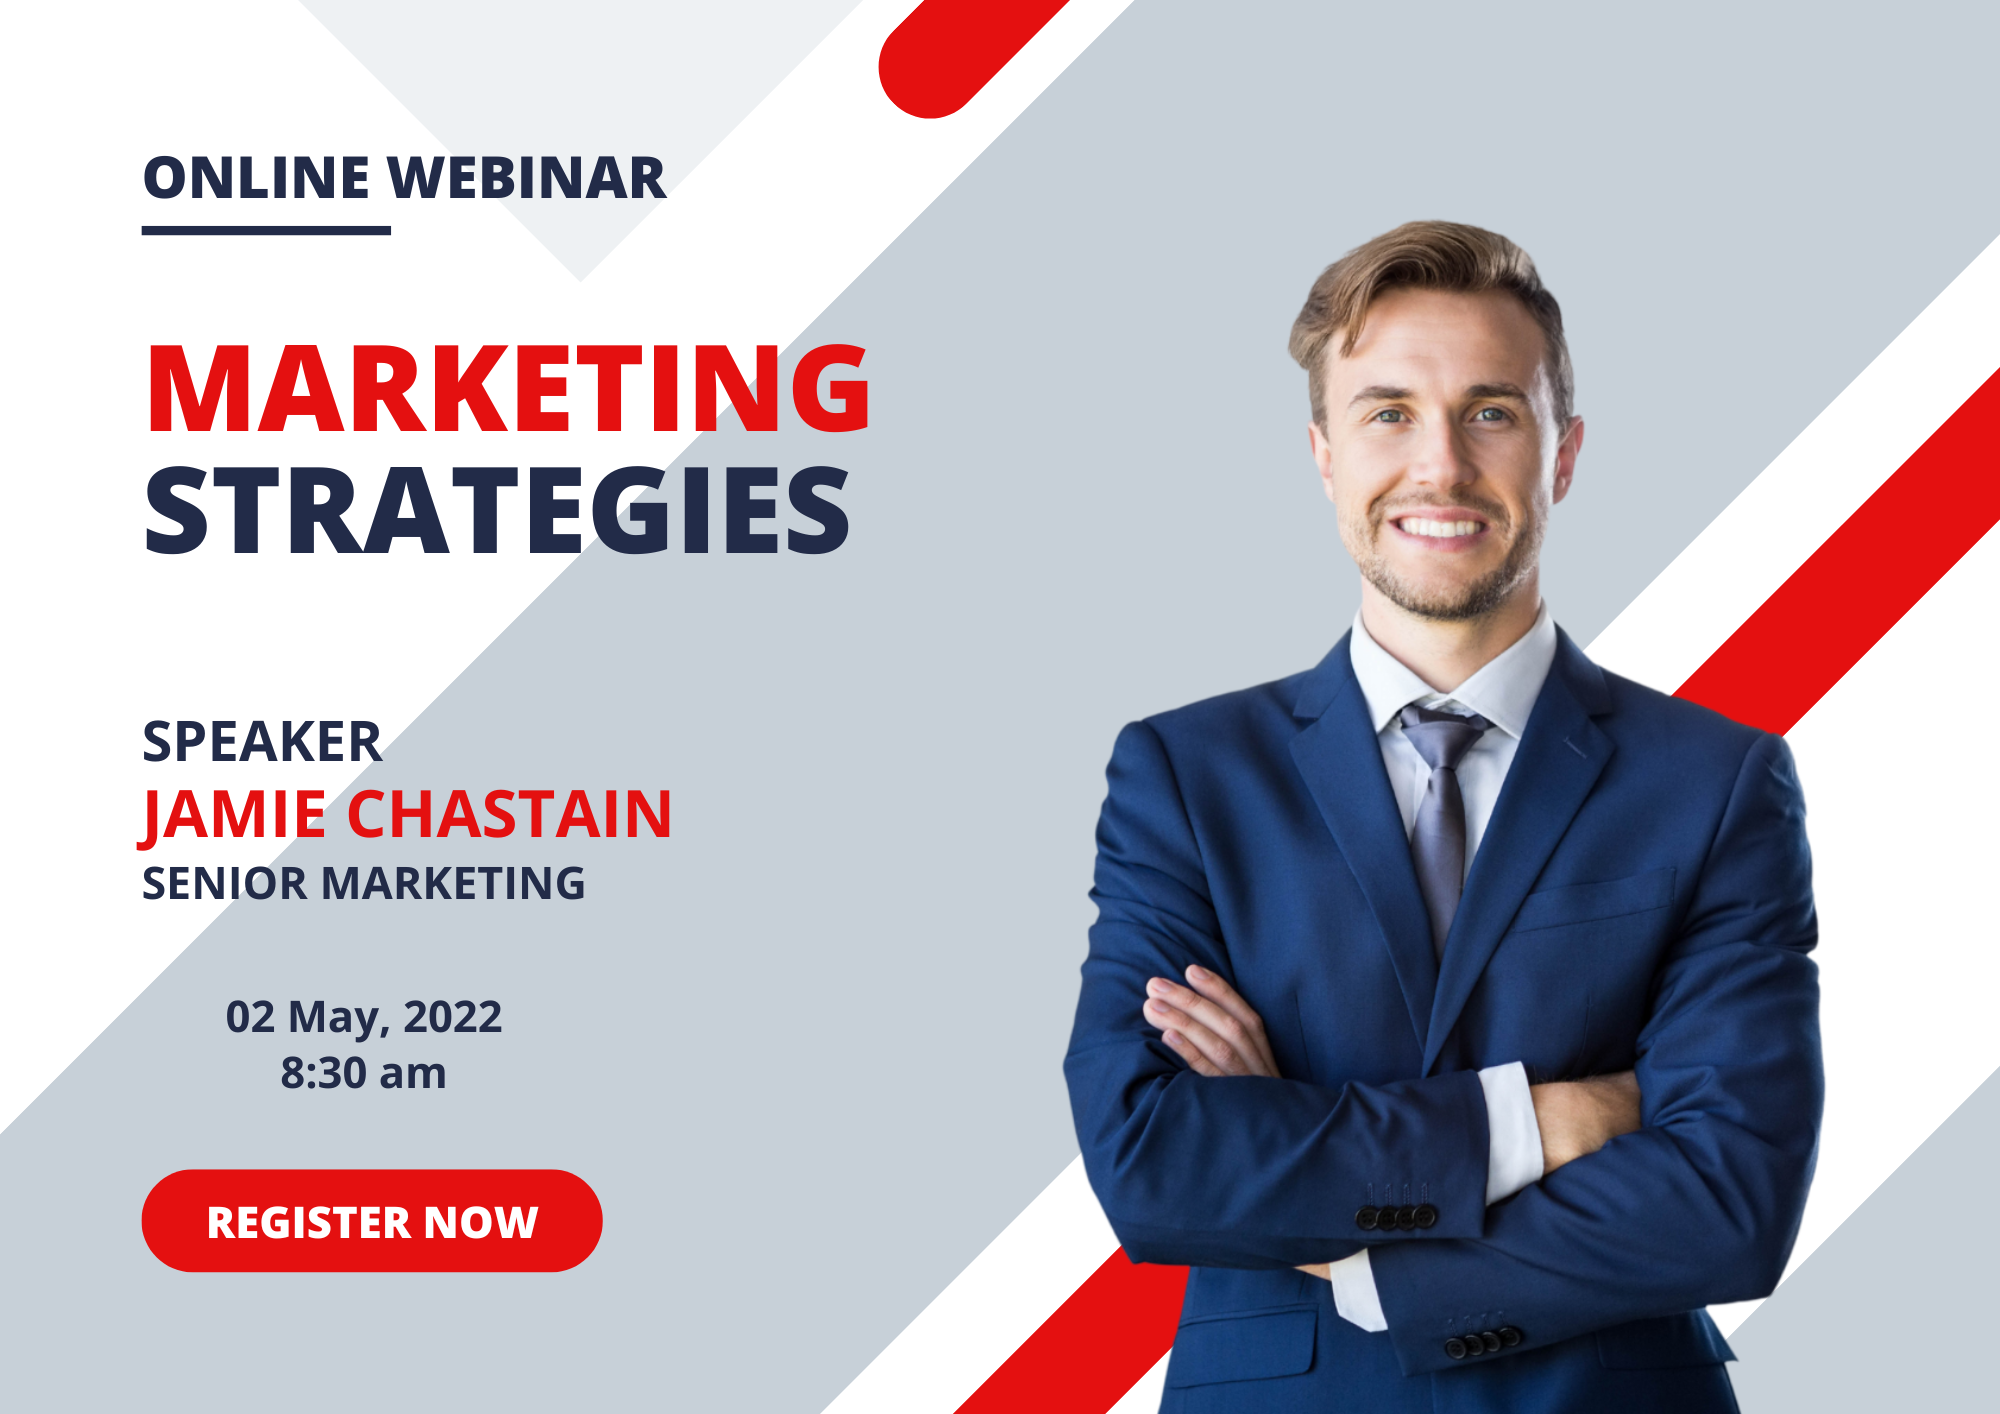 ONLINE WEBINAR
MARKETING
STRATEGIES
SPEAKER
JAMIE CHASTAIN
SENIOR MARKETING
02 May, 2022
8:30 am
REGISTER NOW